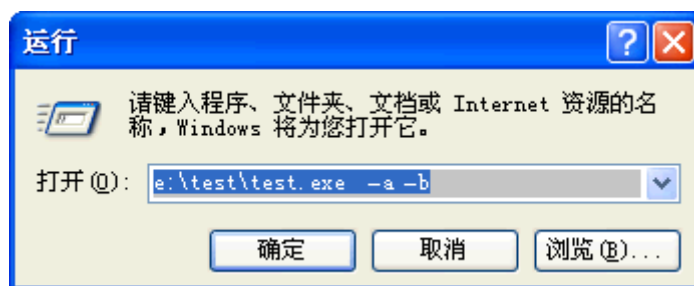 运行
请键入程序、文件夹、文档或 Internet 资源的名
称，Windows 将为您打开它。
打开(O): e:\test\test.exe  –a –b
确定 取消 浏览(B)...